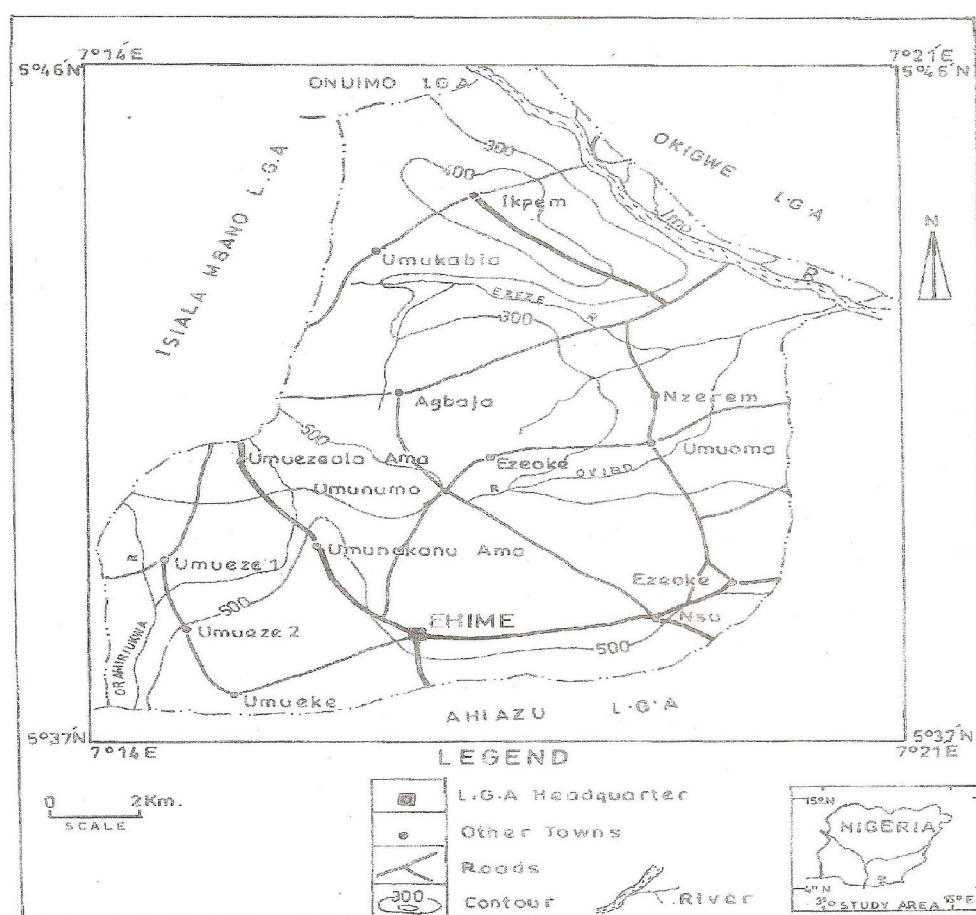 7°14'E
7°21'E
5°46'N
5°46'N
ONUIMO L.G.A
OKIGWE L.G.A
ISIALA MBANO L.G.A
300
400
Ikpem
Imo
R
N
Umukabia
EZEZE R
300
Agbaja
Nzerem
500
Umuezeala Ama
Ezeoke
Umuoma
R OYIBO
Umunumo
Umunakanu Ama
R
ORAMIRIUKWA
Umueze 1
Ezeoke
500
Umueze 2
EHIME
Nsu
500
Umueke
AHIAZU L.G.A
5°37'N
5°37'N
7°14'E
7°21'E
LEGEND
0 2Km.
SCALE
L.G.A Headquarter
Other Towns
Roads
300 Contour
River
15°N
NIGERIA
4°N
STUDY AREA